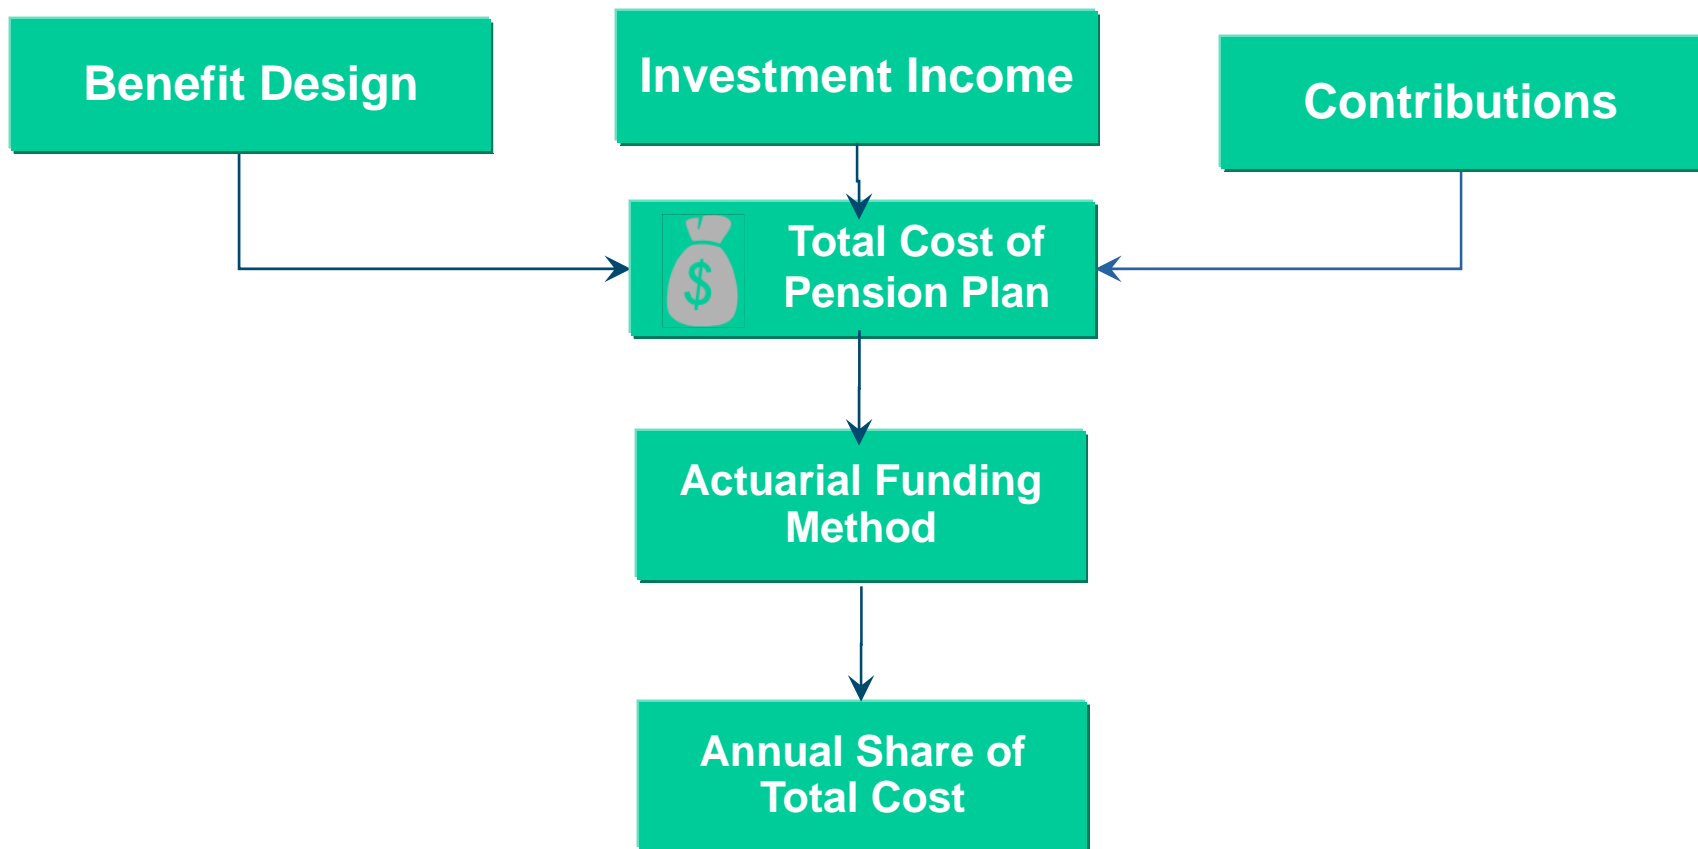 Benefit Design
Investment Income
Contributions
$
Total Cost of
Pension Plan
Actuarial Funding
Method
Annual Share of
Total Cost